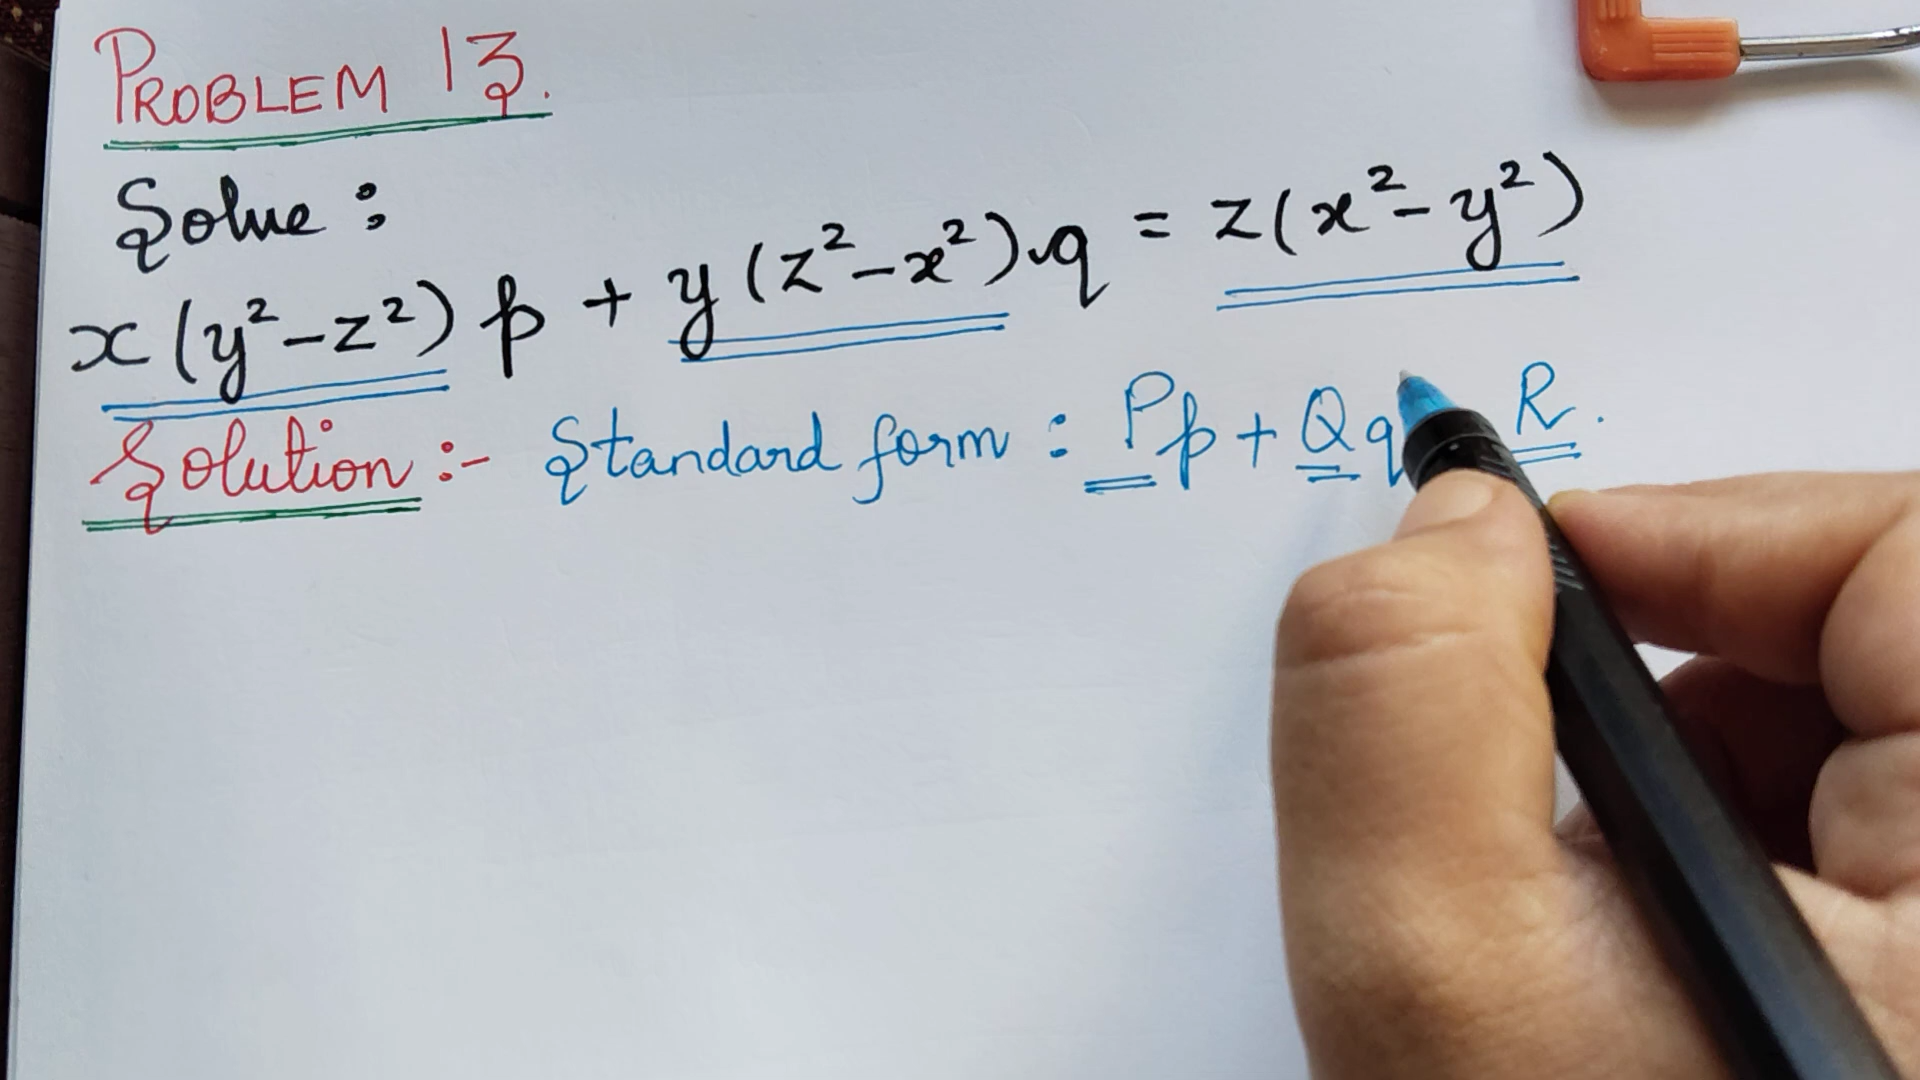 PROBLEM 13.
Solve :
x(y²-z²) p + y(z²-x²).q = z(x²-y²)
Solution :- Standard form : Pp + Qq R.